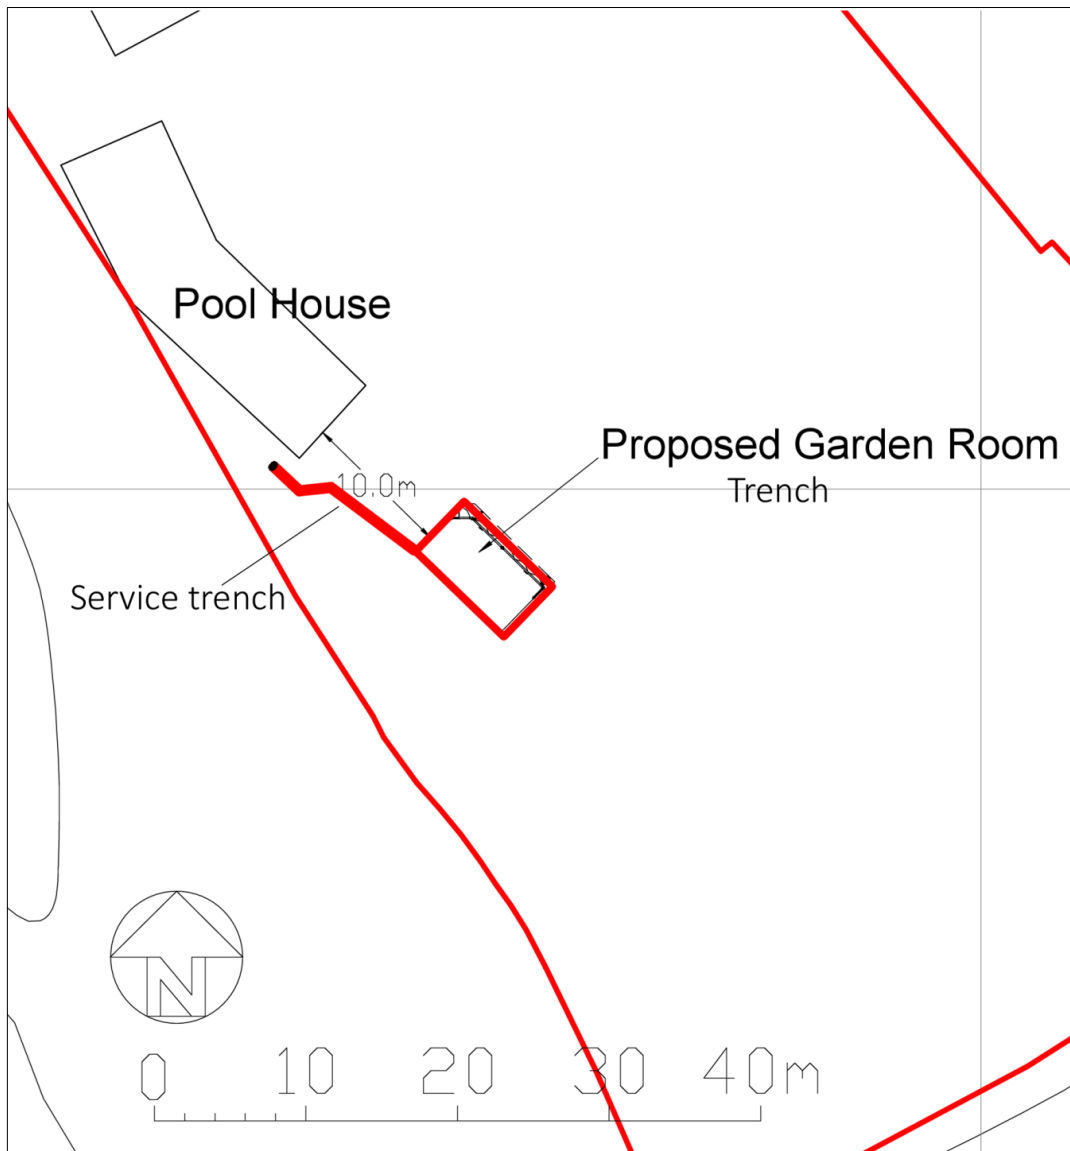 Pool House
Proposed Garden Room
Trench
10.0m
Service trench
N
0 10 20 30 40m